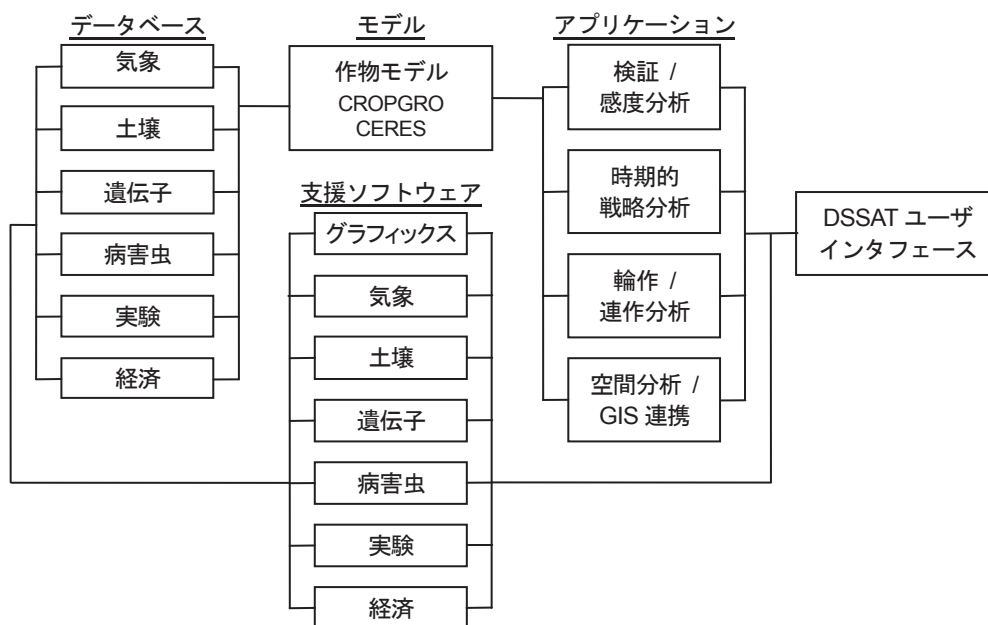 データベース
気象
土壌
遺伝子
病害虫
実験
経済
モデル
作物モデル
CROPGRO
CERES
支援ソフトウェア
グラフィックス
気象
土壌
遺伝子
病害虫
実験
経済
アプリケーション
検証 /
感度分析
時期的
戦略分析
輪作 /
連作分析
空間分析 /
GIS 連携
DSSAT ユーザ
インタフェース